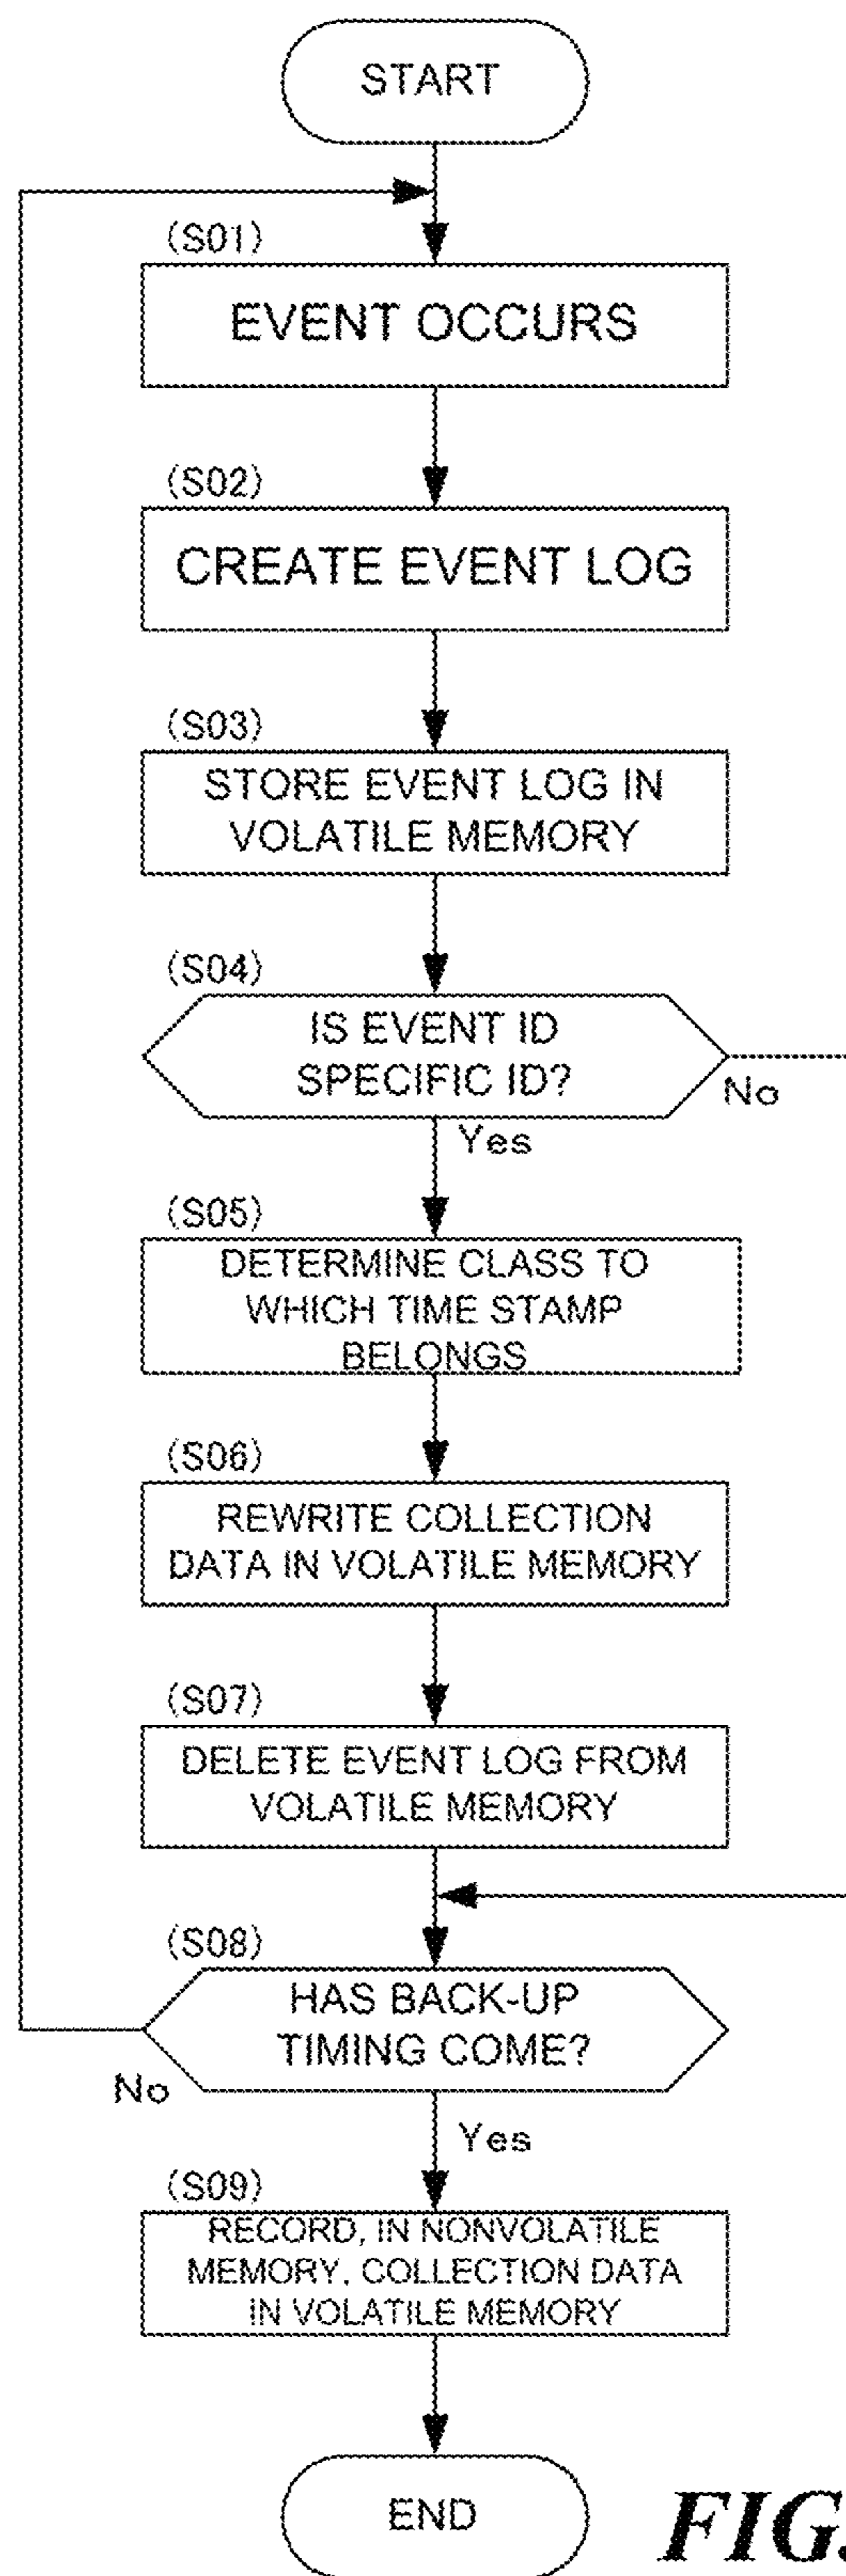 START
(S01)
EVENT OCCURS
(S02)
CREATE EVENT LOG
(S03)
STORE EVENT LOG IN
VOLATILE MEMORY
(S04)
IS EVENT ID
SPECIFIC ID?
No
Yes
(S05)
DETERMINE CLASS TO
WHICH TIME STAMP
BELONGS
(S06)
REWRITE COLLECTION
DATA IN VOLATILE MEMORY
(S07)
DELETE EVENT LOG FROM
VOLATILE MEMORY
(S08)
HAS BACK-UP
TIMING COME?
No
Yes
(S09)
RECORD, IN NONVOLATILE
MEMORY, COLLECTION DATA
IN VOLATILE MEMORY
END
FIG.